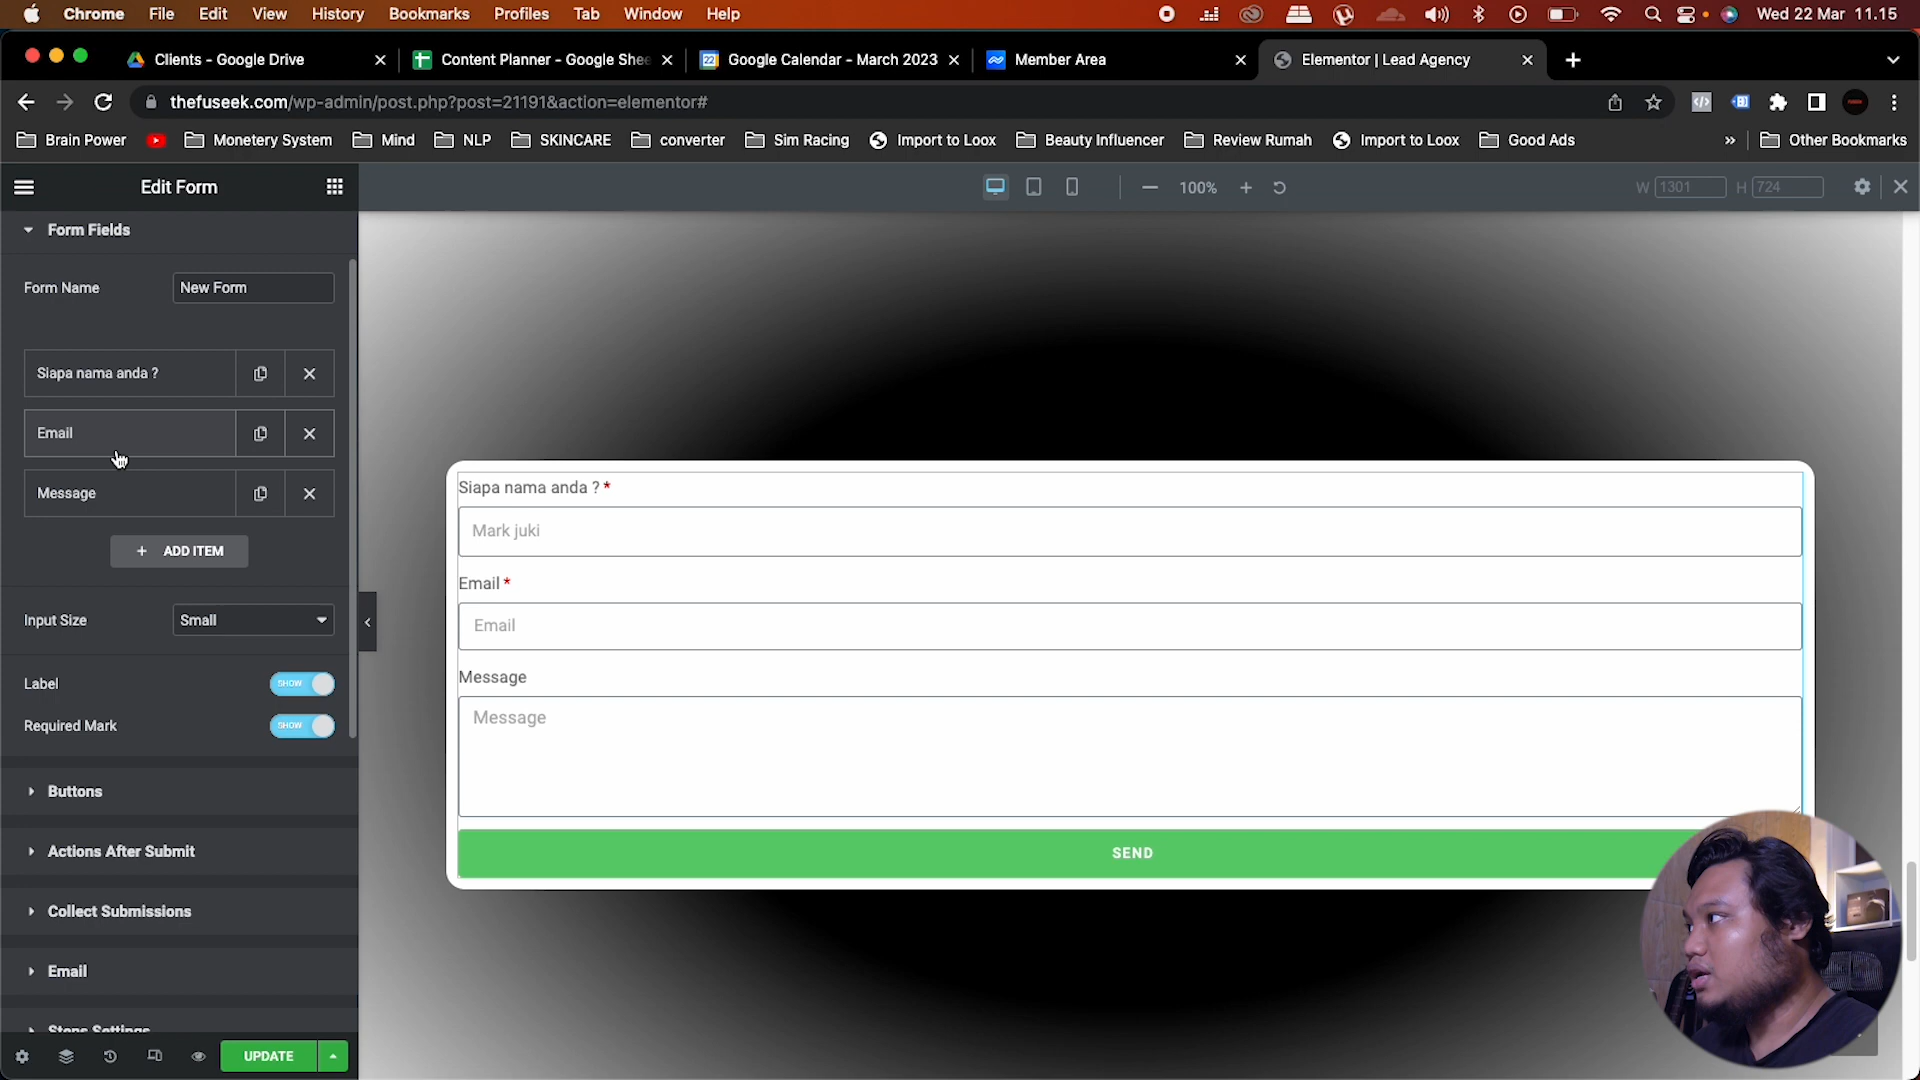 Chrome File Edit View History Bookmarks Profiles Tab Window Help Wed 22 Mar 11.15
Clients - Google Drive Content Planner - Google Shee Google Calendar - March 2023 Member Area Elementor | Lead Agency
thefuseek.com/wp-admin/post.php?post=21191&action=elementor#
Brain Power Monetery System Mind NLP SKINCARE converter Sim Racing Import to Loox Beauty Influencer Review Rumah Import to Loox Good Ads » Other Bookmarks
Edit Form 100% W 1301 H 724
Form Fields
Form Name New Form
Siapa nama anda ?
Email
Message
+ ADD ITEM
Input Size Small
Label SHOW
Required Mark SHOW
Buttons
Actions After Submit
Collect Submissions
Email
Steps Settings
UPDATE
Siapa nama anda ? *
Mark juki
Email *
Email
Message
Message
SEND